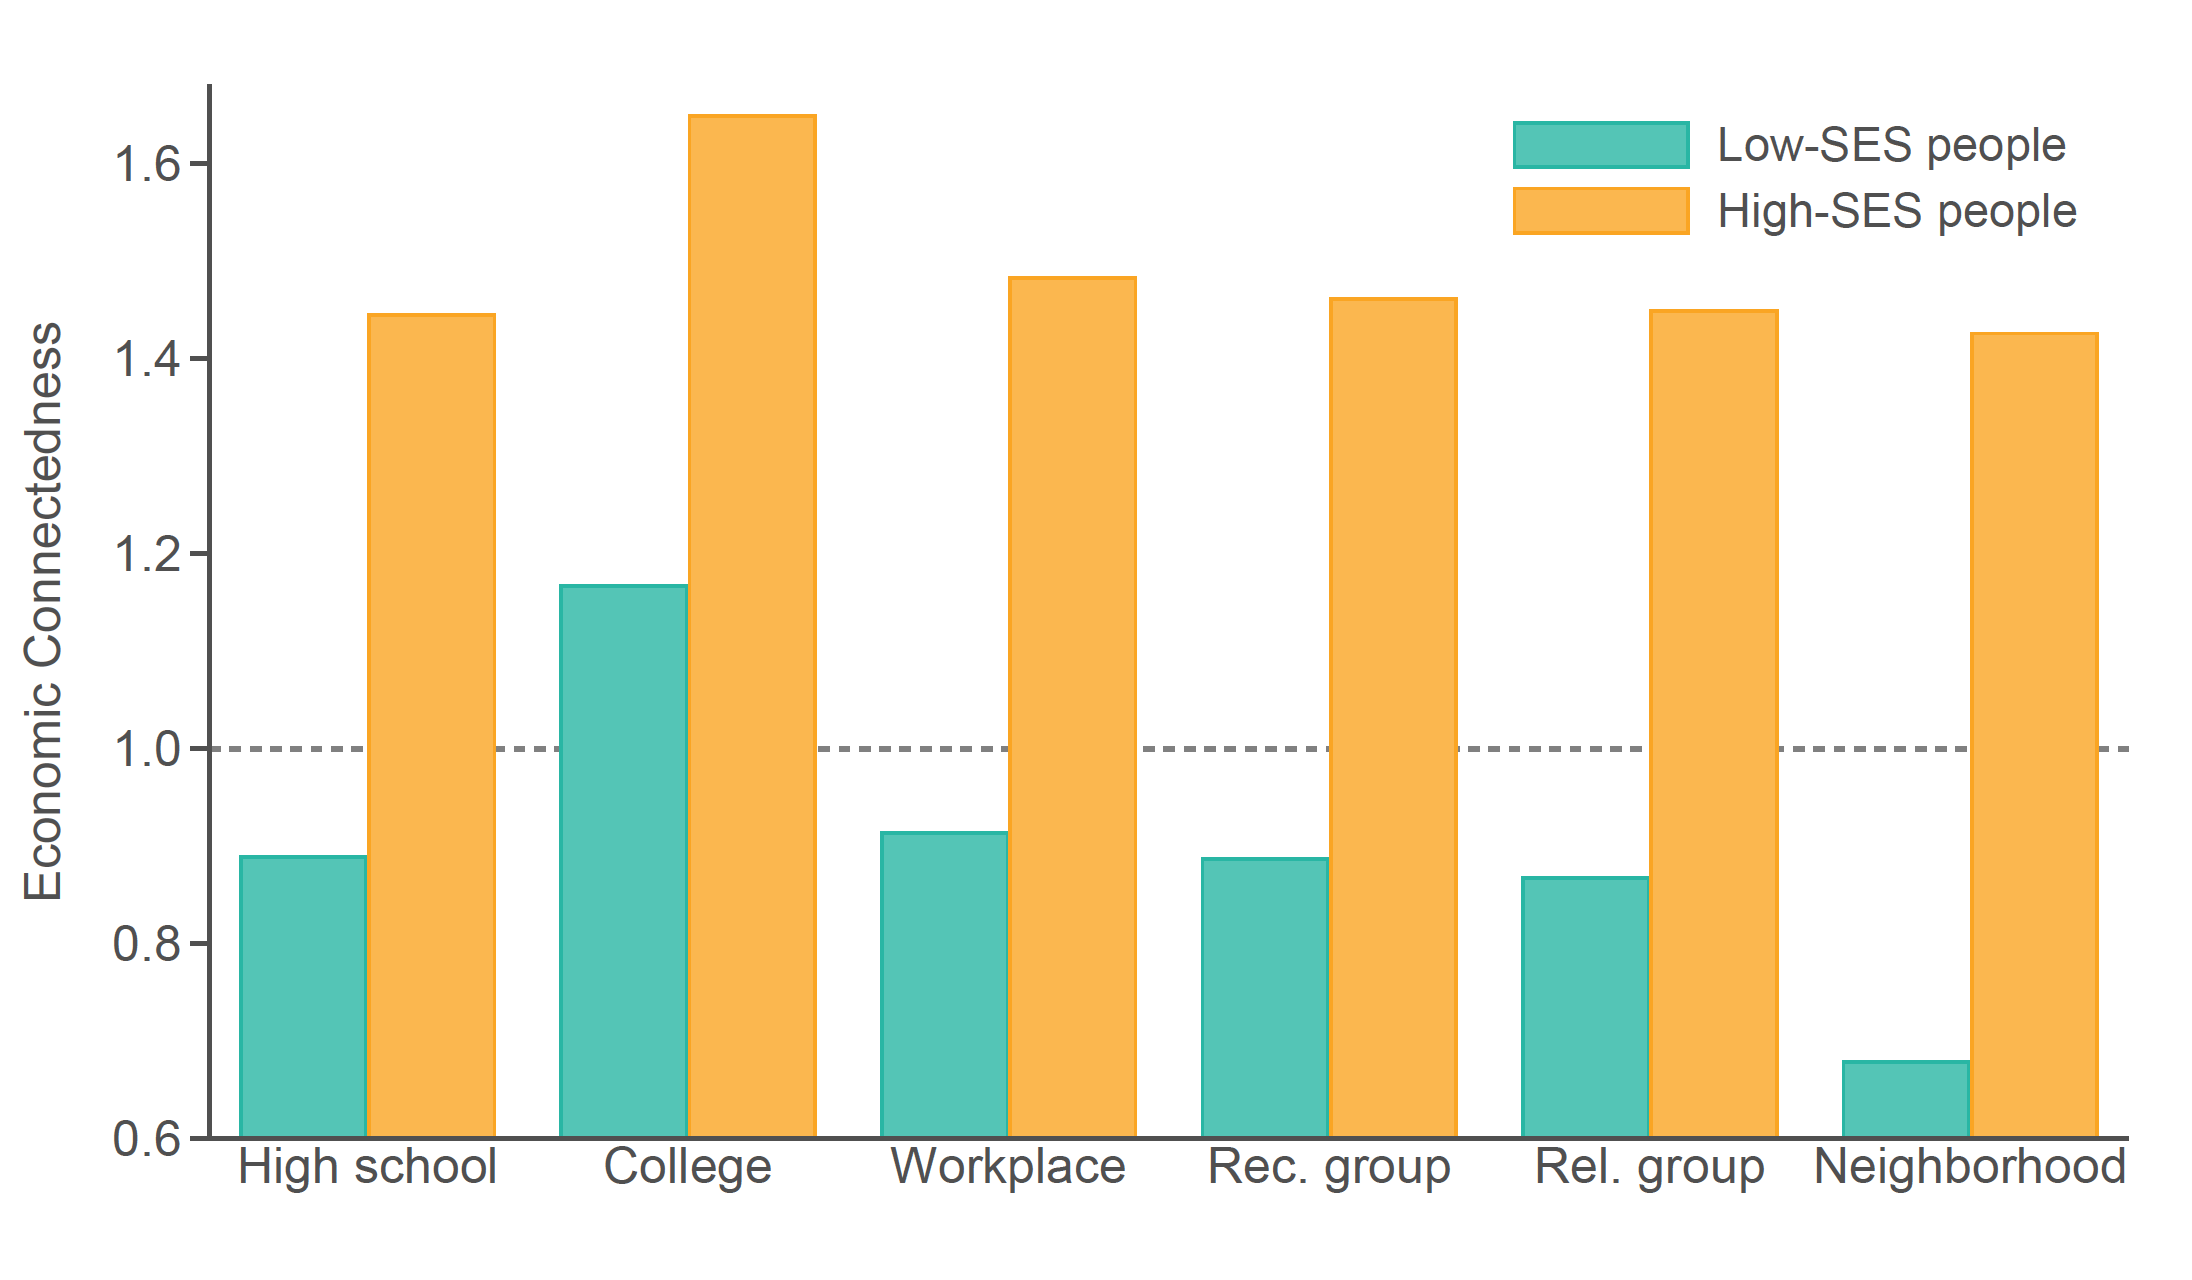 Economic Connectedness
1.6
1.4
1.2
1.0
0.8
0.6
Low-SES people
High-SES people
High school
College
Workplace
Rec. group
Rel. group
Neighborhood